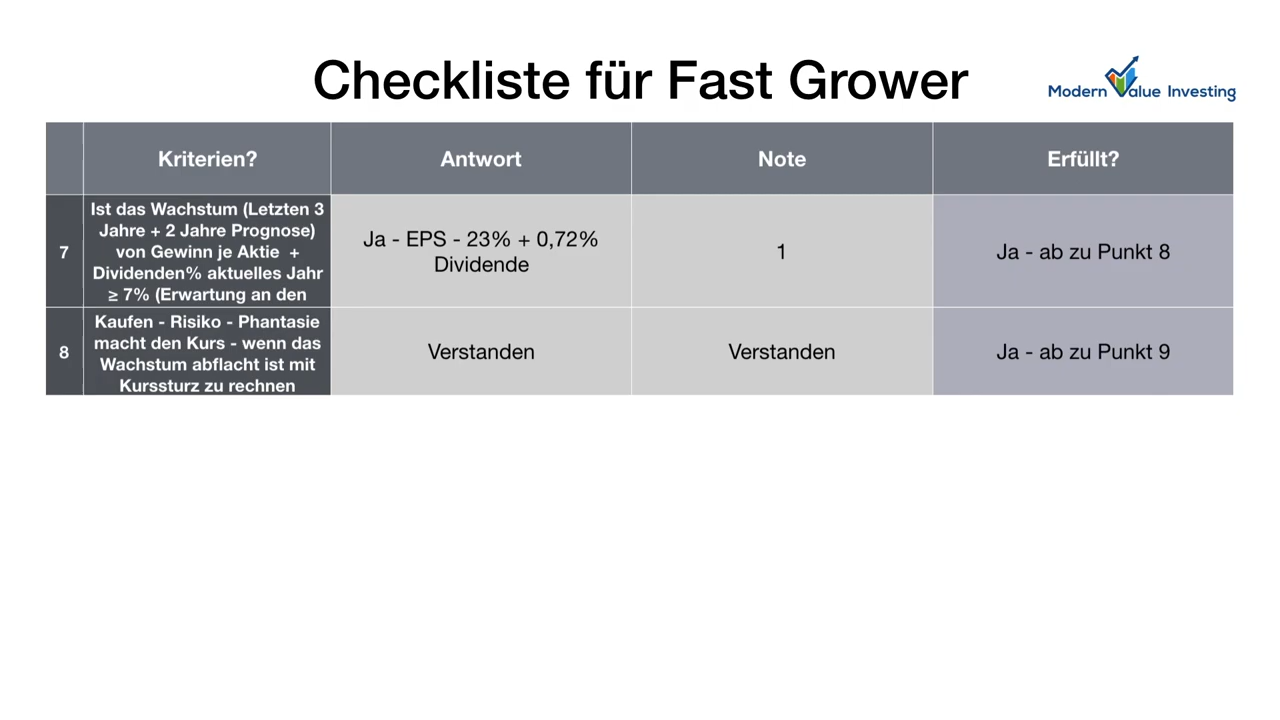 Checkliste für Fast Grower
Modern Value Investing
Kriterien?
Antwort
Note
Erfüllt?
7
Ist das Wachstum (Letzten 3
Jahre + 2 Jahre Prognose)
von Gewinn je Aktie +
Dividenden% aktuelles Jahr
≥ 7% (Erwartung an den
Ja - EPS - 23% + 0,72%
Dividende
1
Ja - ab zu Punkt 8
8
Kaufen - Risiko - Phantasie
macht den Kurs - wenn das
Wachstum abflacht ist mit
Kurssturz zu rechnen
Verstanden
Verstanden
Ja - ab zu Punkt 9